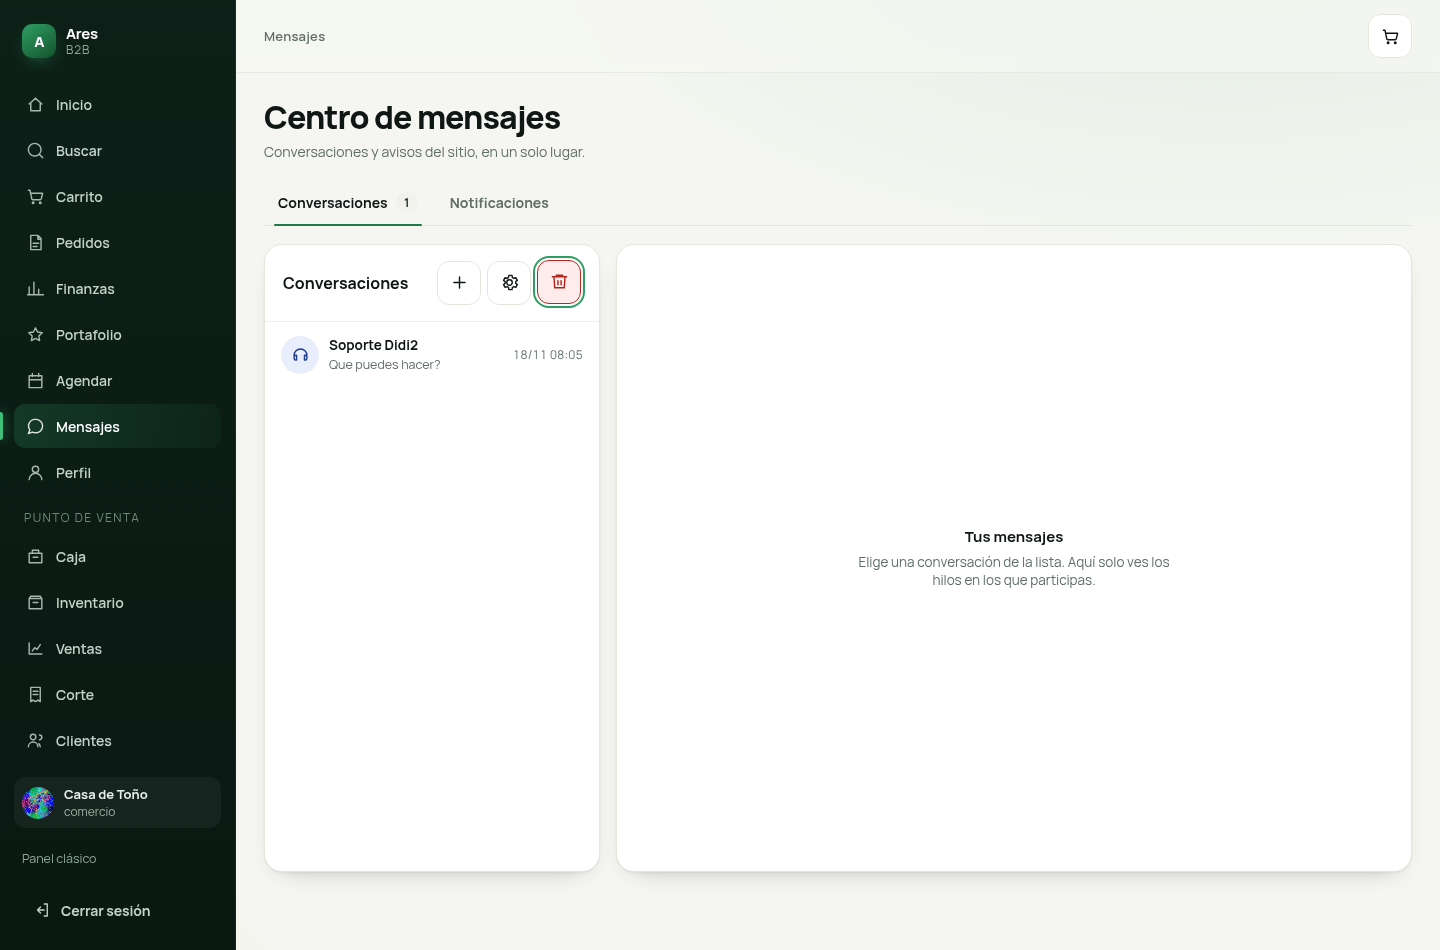 A
Ares
B2B
Inicio
Buscar
Carrito
Pedidos
Finanzas
Portafolio
Agendar
Mensajes
Perfil
PUNTO DE VENTA
Caja
Inventario
Ventas
Corte
Clientes
Casa de Toño
comercio
Panel clásico
Cerrar sesión
Mensajes
Centro de mensajes
Conversaciones y avisos del sitio, en un solo lugar.
Conversaciones 1 Notificaciones
Conversaciones
Soporte Didi2
Que puedes hacer?
18/11 08:05
Tus mensajes
Elige una conversación de la lista. Aquí solo ves los
hilos en los que participas.